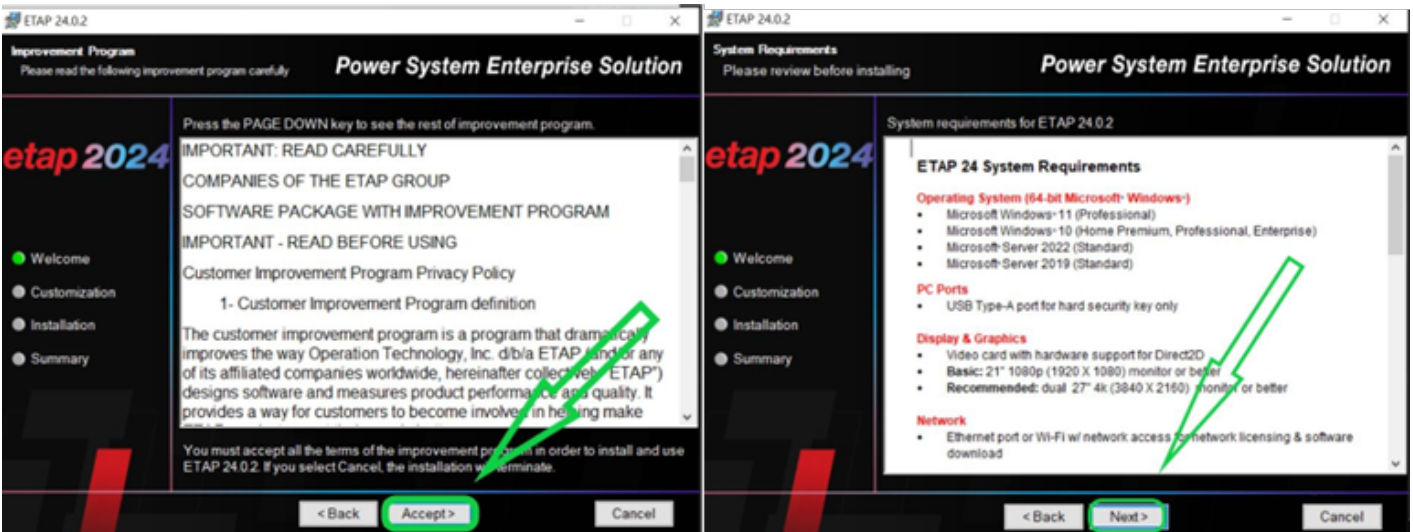 ETAP 24.0.2
Improvement Program
Please read the following improvement program carefully
Power System Enterprise Solution
Press the PAGE DOWN key to see the rest of improvement program.
etap 2024
IMPORTANT: READ CAREFULLY
COMPANIES OF THE ETAP GROUP
SOFTWARE PACKAGE WITH IMPROVEMENT PROGRAM
IMPORTANT - READ BEFORE USING
Customer Improvement Program Privacy Policy
1- Customer Improvement Program definition
The customer improvement program is a program that dramatically
improves the way Operation Technology, Inc. d/b/a ETAP (and/or any
of its affiliated companies worldwide, hereinafter collectively "ETAP")
designs software and measures product performance and quality. It
provides a way for customers to become involved in helping make
Welcome
Customization
Installation
Summary
You must accept all the terms of the improvement program in order to install and use
ETAP 24.0.2. If you select Cancel, the installation will terminate.
< Back
Accept >
Cancel
ETAP 24.0.2
System Requirements
Please review before installing
Power System Enterprise Solution
System requirements for ETAP 24.0.2
etap 2024
ETAP 24 System Requirements
Operating System (64-bit Microsoft® Windows®)
• Microsoft Windows® 11 (Professional)
• Microsoft Windows® 10 (Home Premium, Professional, Enterprise)
• Microsoft® Server 2022 (Standard)
• Microsoft® Server 2019 (Standard)
PC Ports
• USB Type-A port for hard security key only
Display & Graphics
• Video card with hardware support for Direct2D
• Basic: 21" 1080p (1920 X 1080) monitor or better
• Recommended: dual 27" 4k (3840 X 2160) monitor or better
Network
• Ethernet port or Wi-Fi w/ network access for network licensing & software
download
Welcome
Customization
Installation
Summary
< Back
Next >
Cancel